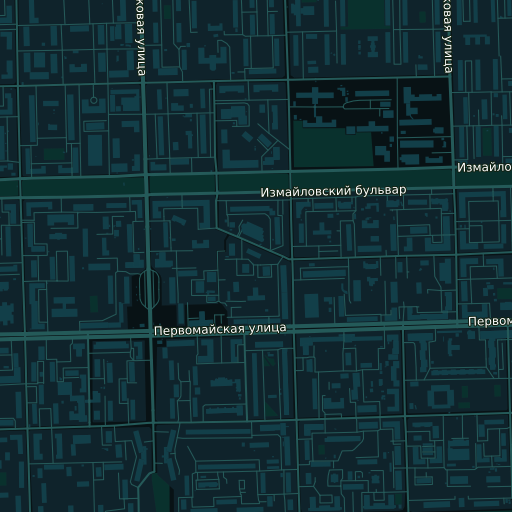 ковая улица
ковая улица
Измайло
Измайловский бульвар
Первомайская улица
Первом